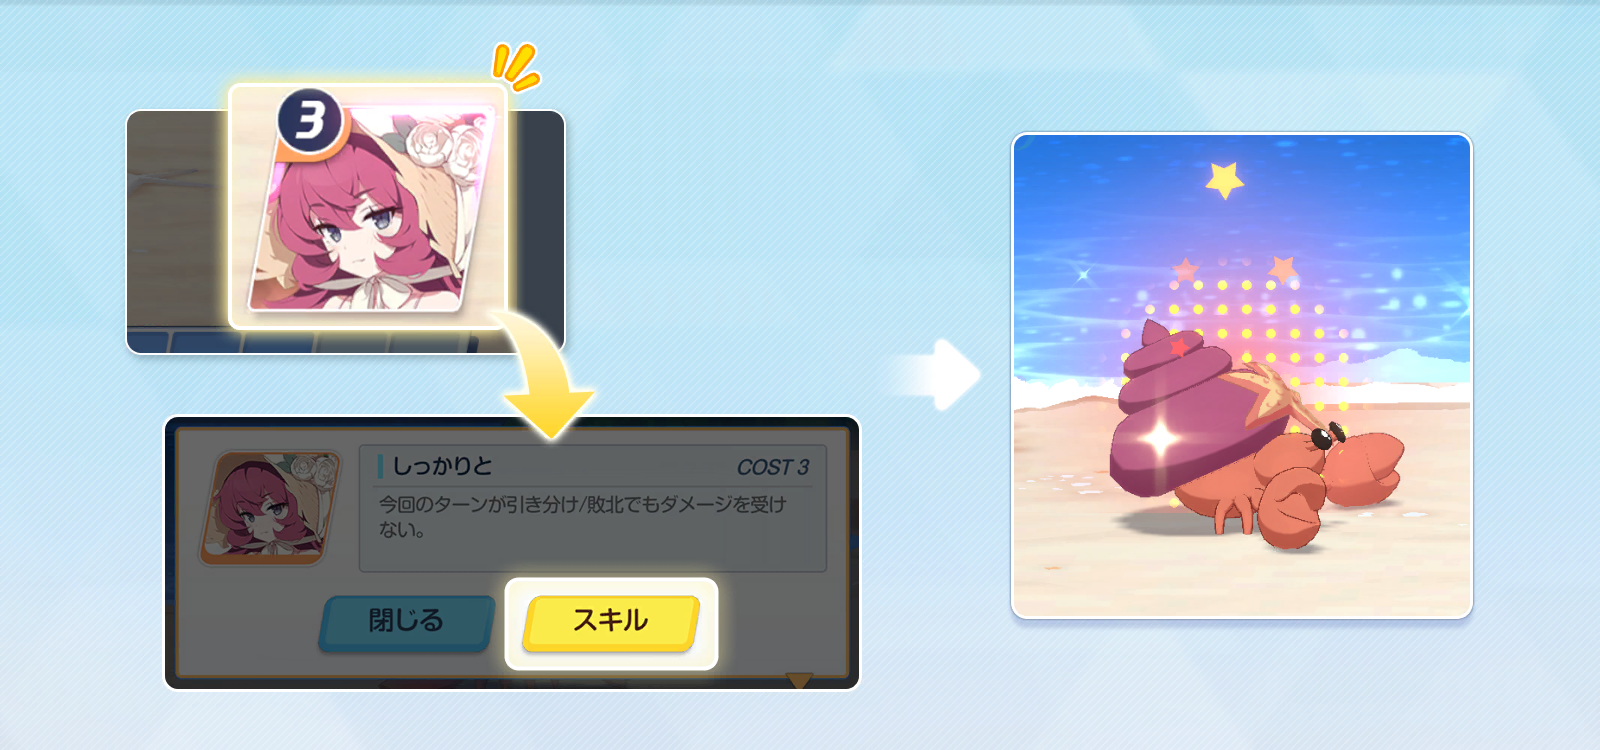 3
しっかりと
COST 3
今回のターンが引き分け/敗北でもダメージを受け
ない。
閉じる
スキル